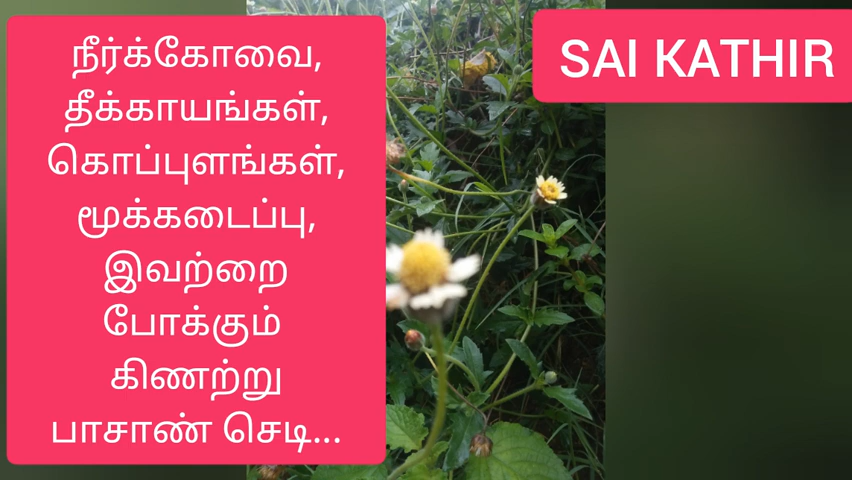 நீர்க்கோவை,
தீக்காயங்கள்,
கொப்புளங்கள்,
மூக்கடைப்பு,
இவற்றை
போக்கும்
கிணற்று
பாசாண் செடி...
SAI KATHIR